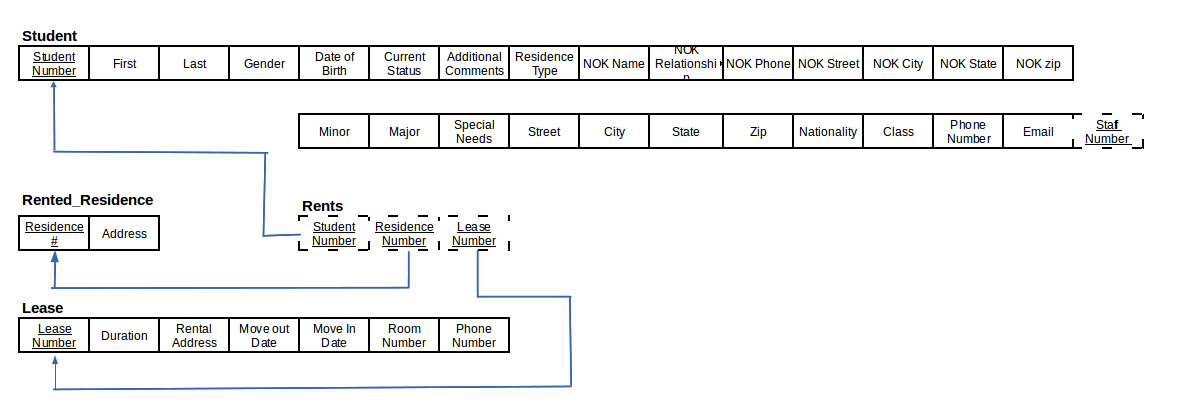 Student
Student Number
First
Last
Gender
Date of Birth
Current Status
Additional Comments
Residence Type
NOK Name
NOK Relationship
NOK Phone
NOK Street
NOK City
NOK State
NOK zip
Minor
Major
Special Needs
Street
City
State
Zip
Nationality
Class
Phone Number
Email
Staf Number
Rented_Residence
Residence #
Address
Rents
Student Number
Residence Number
Lease Number
Lease
Lease Number
Duration
Rental Address
Move out Date
Move In Date
Room Number
Phone Number